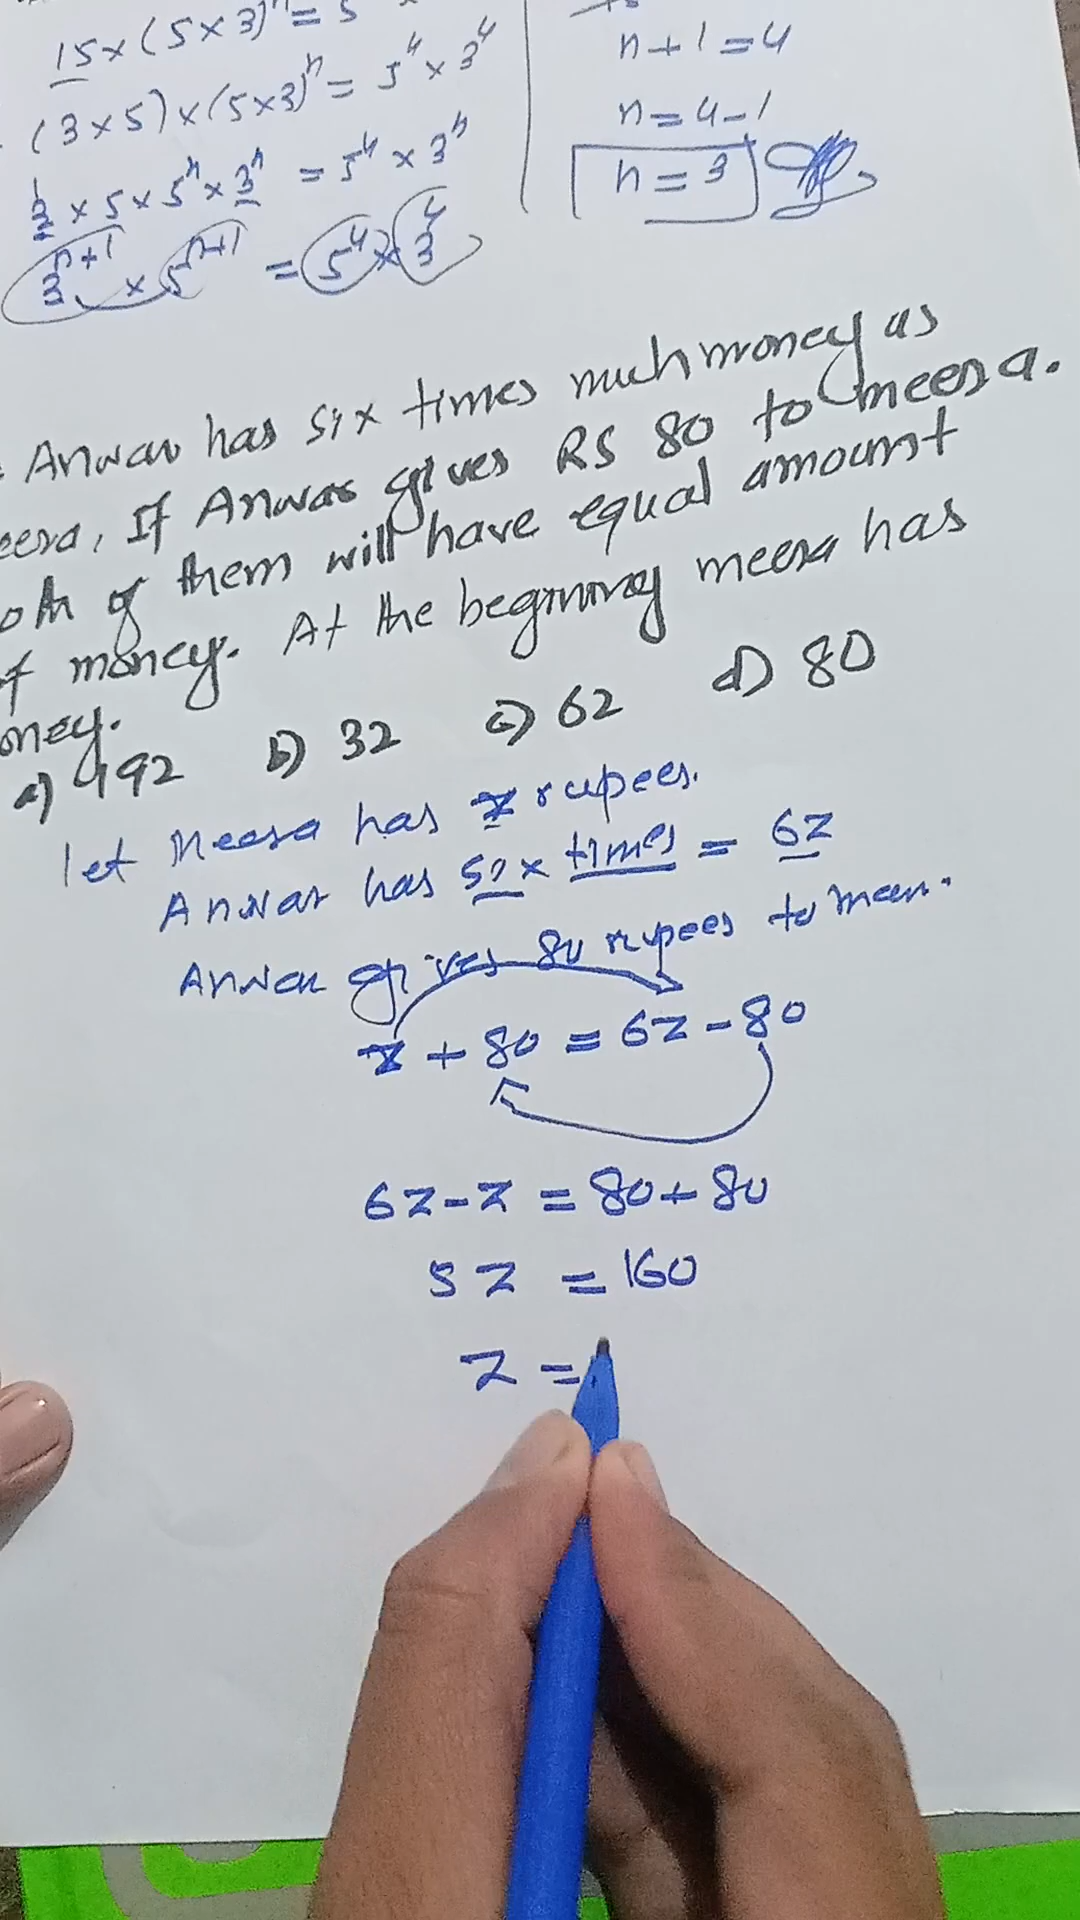 15×(5×3)ⁿ = 5
(3×5)×(5×3)ⁿ = 5⁴×3⁴
3 × 5 × 5ⁿ × 3ⁿ = 5⁴ × 3⁴
3ⁿ⁺¹ × 5ⁿ⁺¹ = 5⁴ × 3⁴
n+1=4
n=4-1
n=3
Anwar has six times much money as
eera, If Anwar gives RS 80 to meera.
oth of them will have equal amount
of money. At the beginning meera has
oney.
a) 192 b) 32 c) 62 d) 80
let Meera has z rupees.
Anwar has six times = 6z
Anwar gives 80 rupees to meera.
z + 80 = 6z - 80
6z - z = 80+80
5z = 160
z =